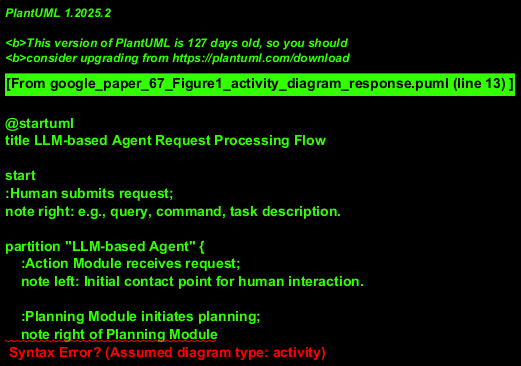 PlantUML 1.2025.2
<b>This version of PlantUML is 127 days old, so you should
<b>consider upgrading from https://plantuml.com/download
[From google_paper_67_Figure1_activity_diagram_response.puml (line 13) ]
@startuml
title LLM-based Agent Request Processing Flow
start
:Human submits request;
note right: e.g., query, command, task description.
partition "LLM-based Agent" {
:Action Module receives request;
note left: Initial contact point for human interaction.
:Planning Module initiates planning;
note right of Planning Module
Syntax Error? (Assumed diagram type: activity)